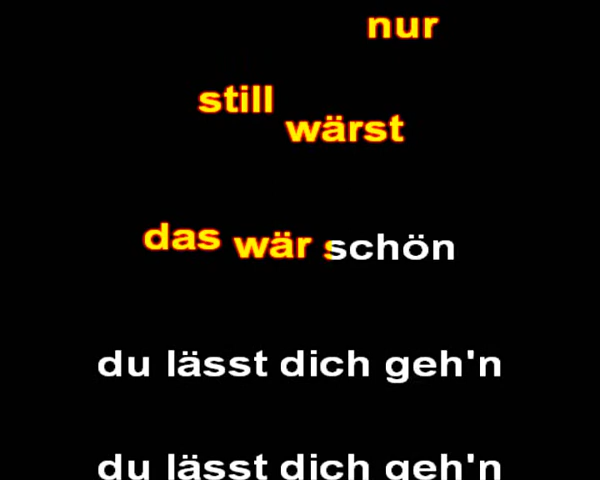 nur
still
wärst
das wär schön
du lässt dich geh'n
du lässt dich geh'n